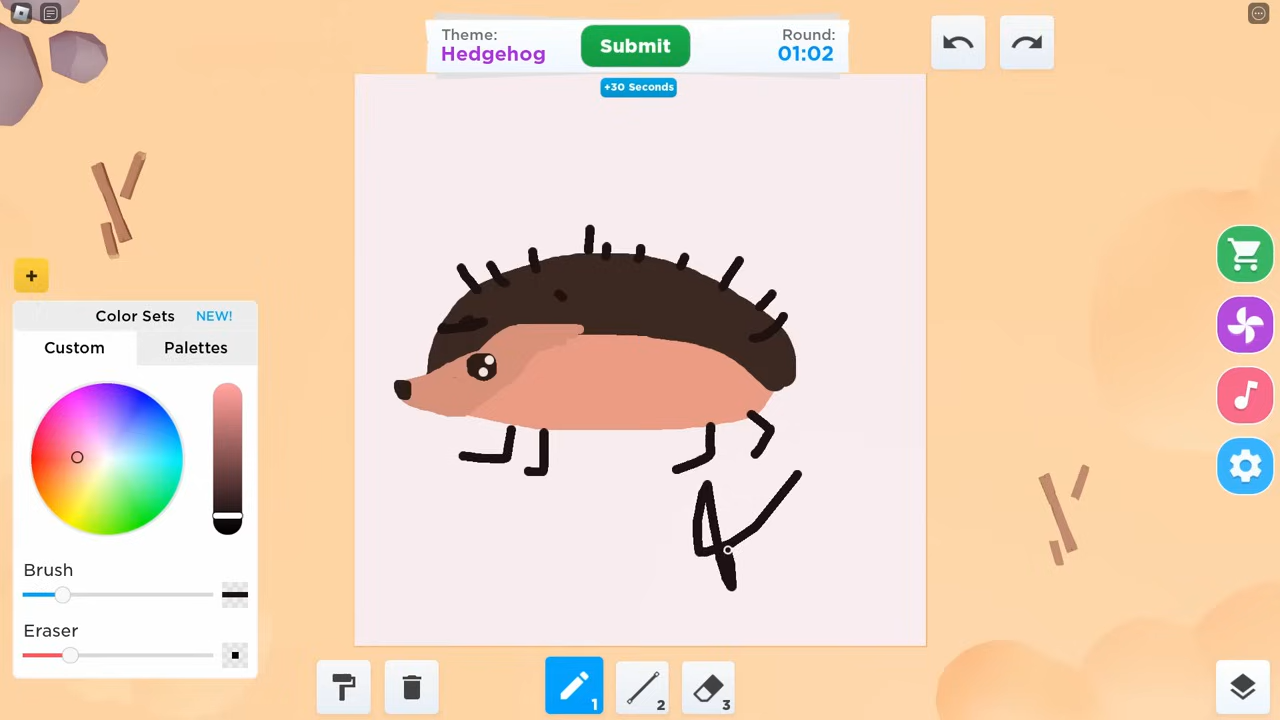 Theme:
Hedgehog
Submit
Round:
01:02
+30 Seconds
+
Color Sets NEW!
Custom Palettes
Brush
Eraser
1
2
3